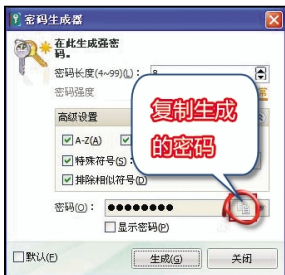 密码生成器
在此生成强密
码。
密码长度(4~99)(L): 8
密码强度
高级设置
A-Z(A)
特殊符号(S):
排除相似符号(D)
复制生成
的密码
密码(O): ●●●●●●●●
显示密码(P)
默认(F) 生成(G) 关闭